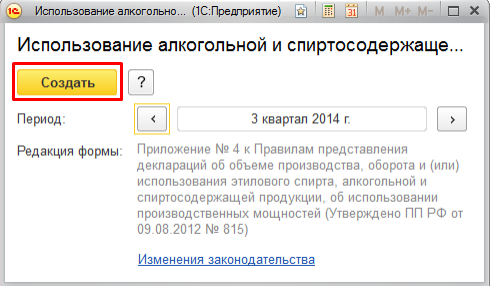 1С Использование алкогольно... (1С:Предприятие) 31 M M+ M-
Использование алкогольной и спиртосодержаще...
Создать ?
Период: < 3 квартал 2014 г. >
Редакция формы: Приложение № 4 к Правилам представления
деклараций об объеме производства, оборота и (или)
использования этилового спирта, алкогольной и
спиртосодержащей продукции, об использовании
производственных мощностей (Утверждено ПП РФ от
09.08.2012 № 815)
Изменения законодательства